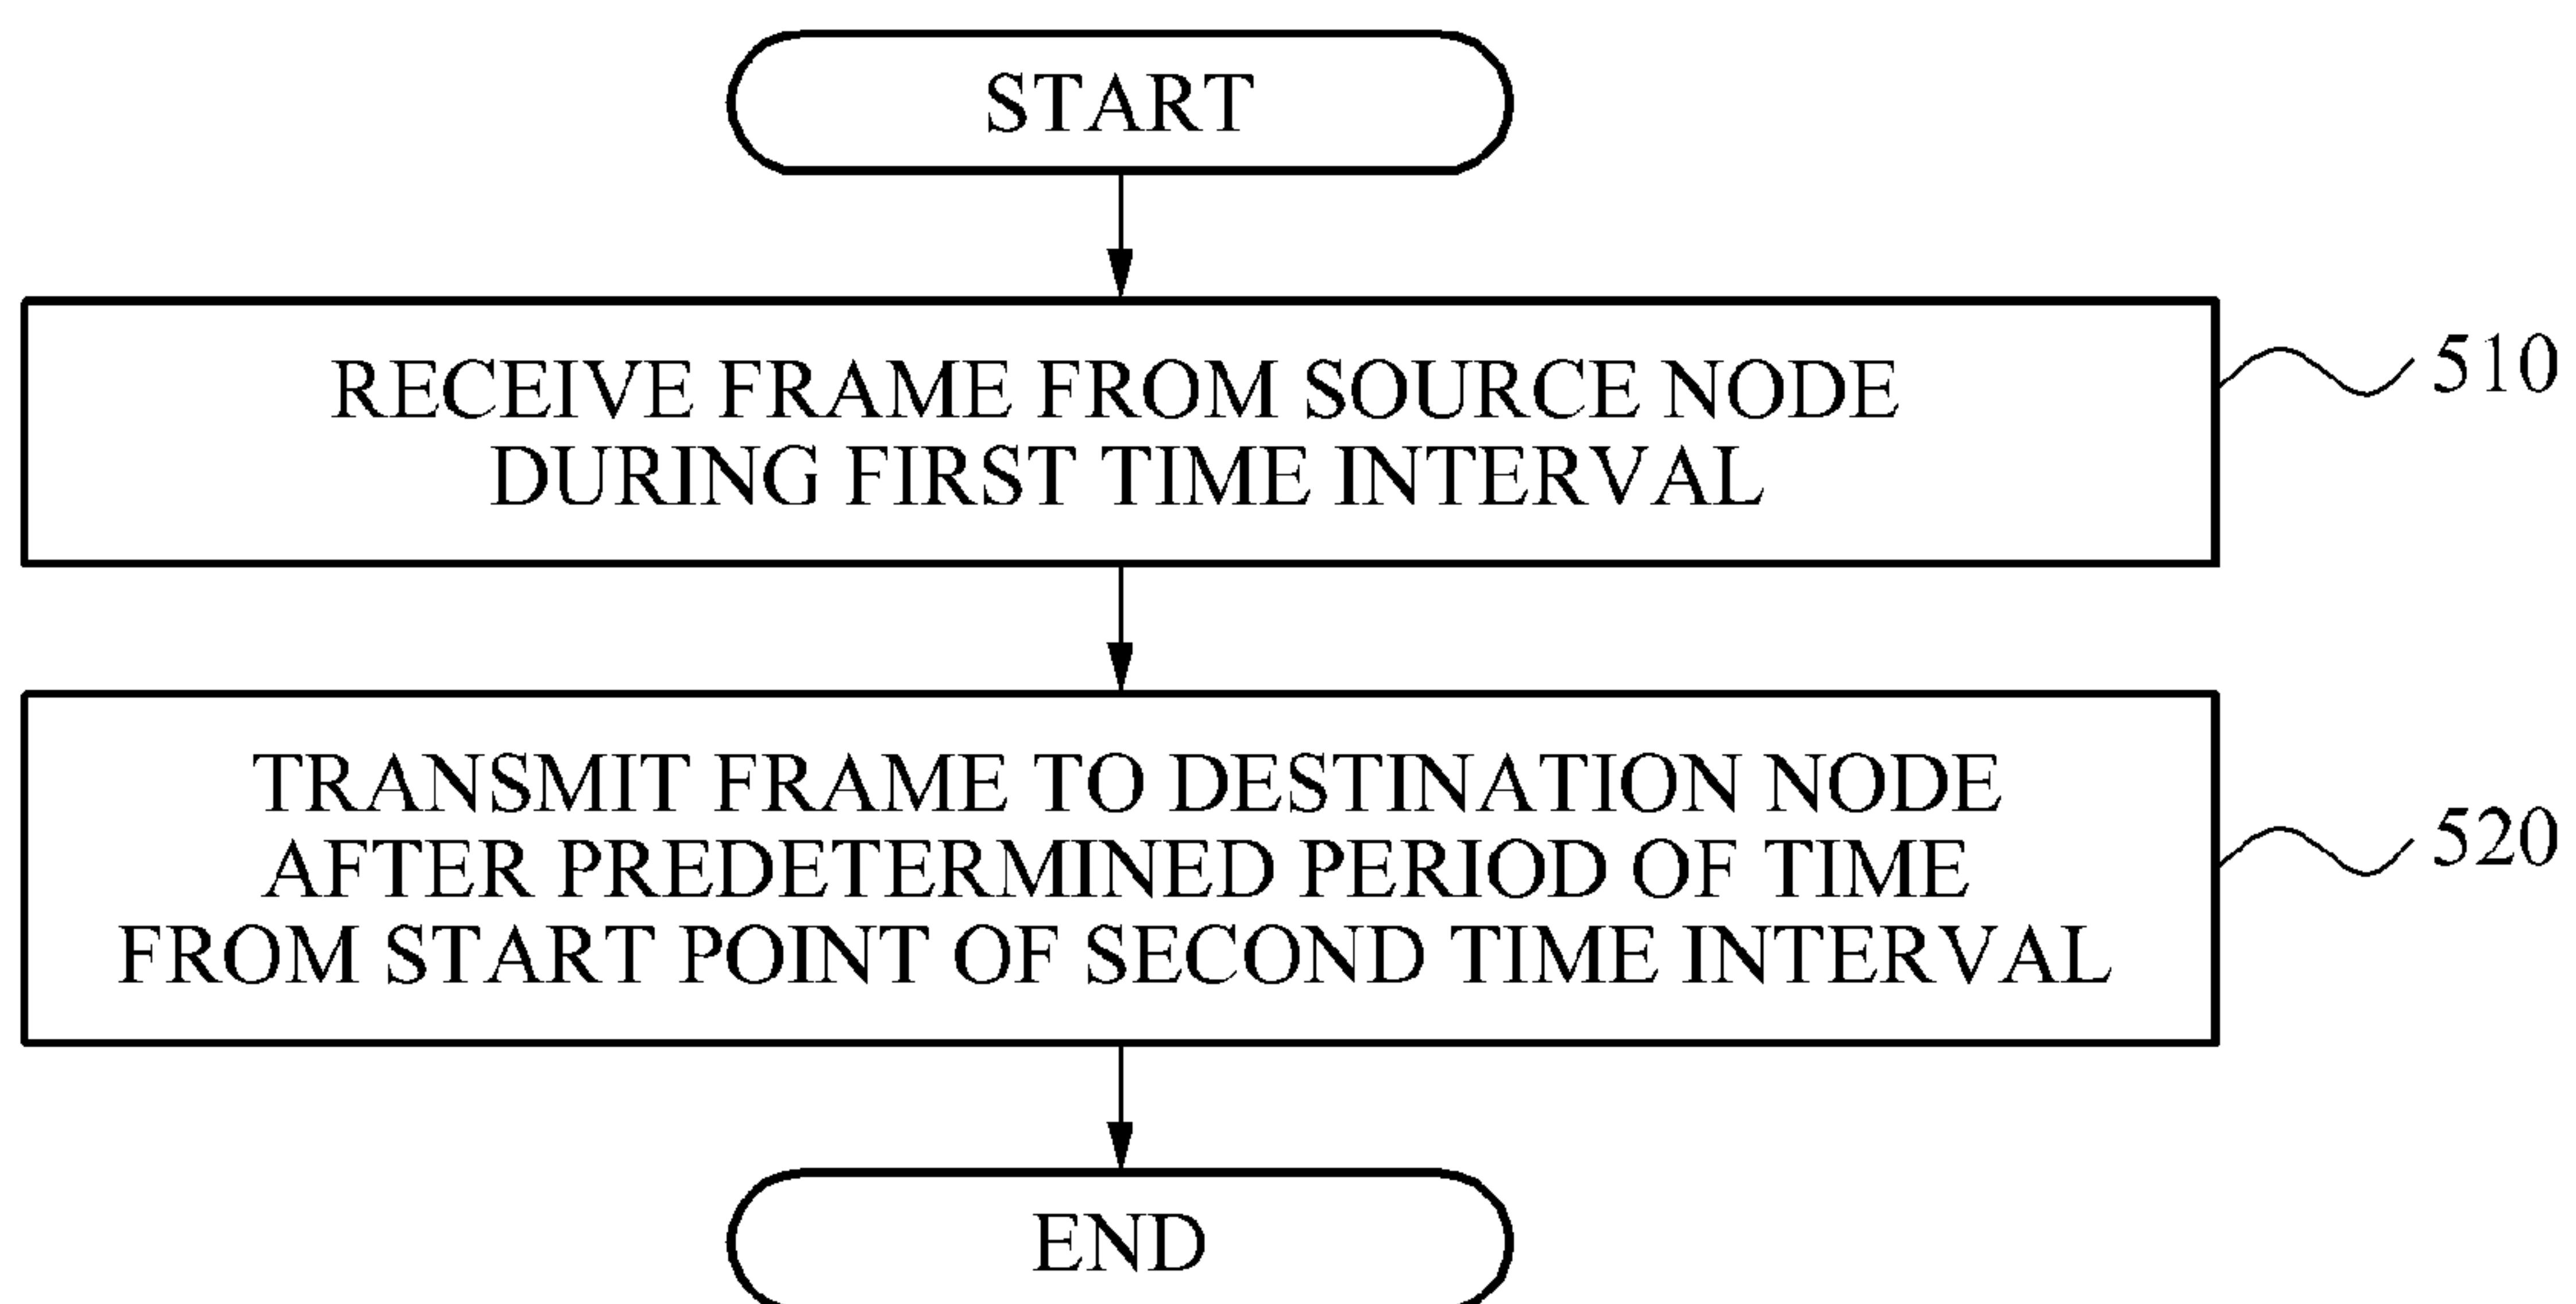 START
RECEIVE FRAME FROM SOURCE NODE
DURING FIRST TIME INTERVAL
510
TRANSMIT FRAME TO DESTINATION NODE
AFTER PREDETERMINED PERIOD OF TIME
FROM START POINT OF SECOND TIME INTERVAL
520
END